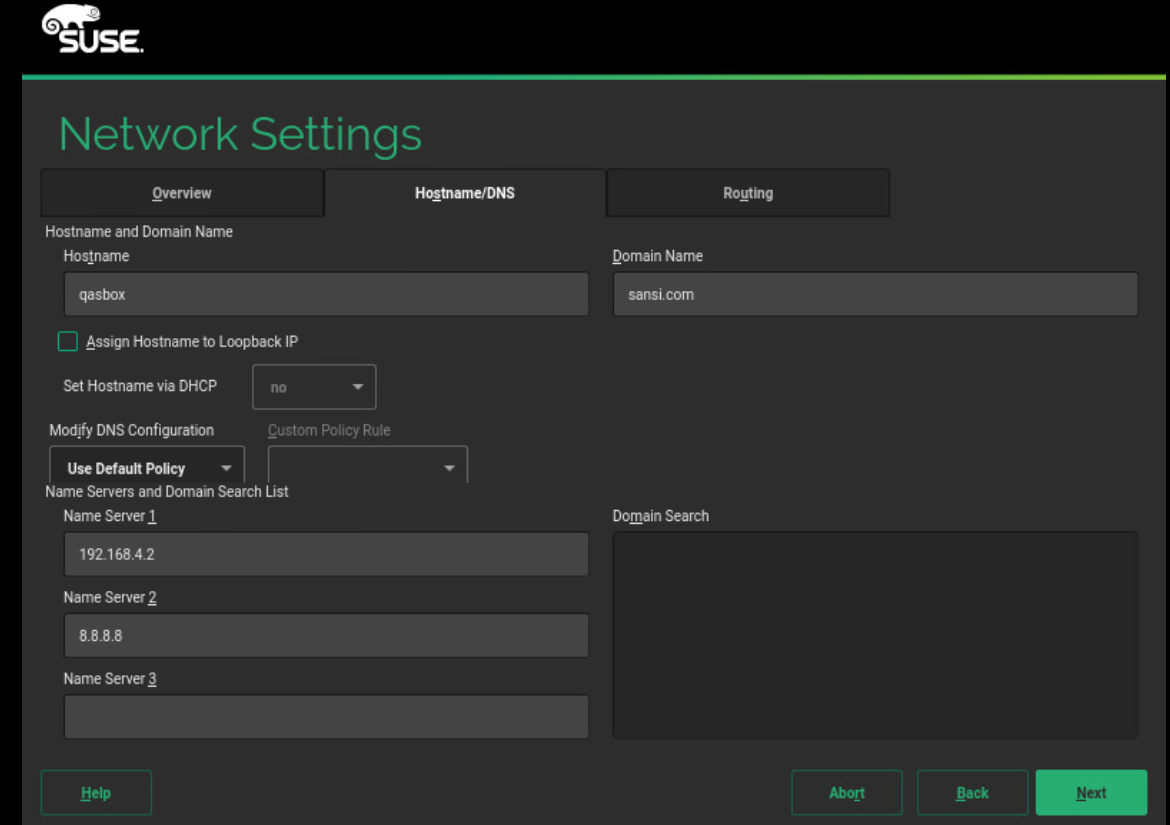 SUSE.
Network Settings
Overview
Hostname/DNS
Routing
Hostname and Domain Name
Hostname
Domain Name
qasbox
sansi.com
Assign Hostname to Loopback IP
Set Hostname via DHCP
no
Modify DNS Configuration
Custom Policy Rule
Use Default Policy
Name Servers and Domain Search List
Name Server 1
Domain Search
192.168.4.2
Name Server 2
8.8.8.8
Name Server 3
Help
Abort
Back
Next